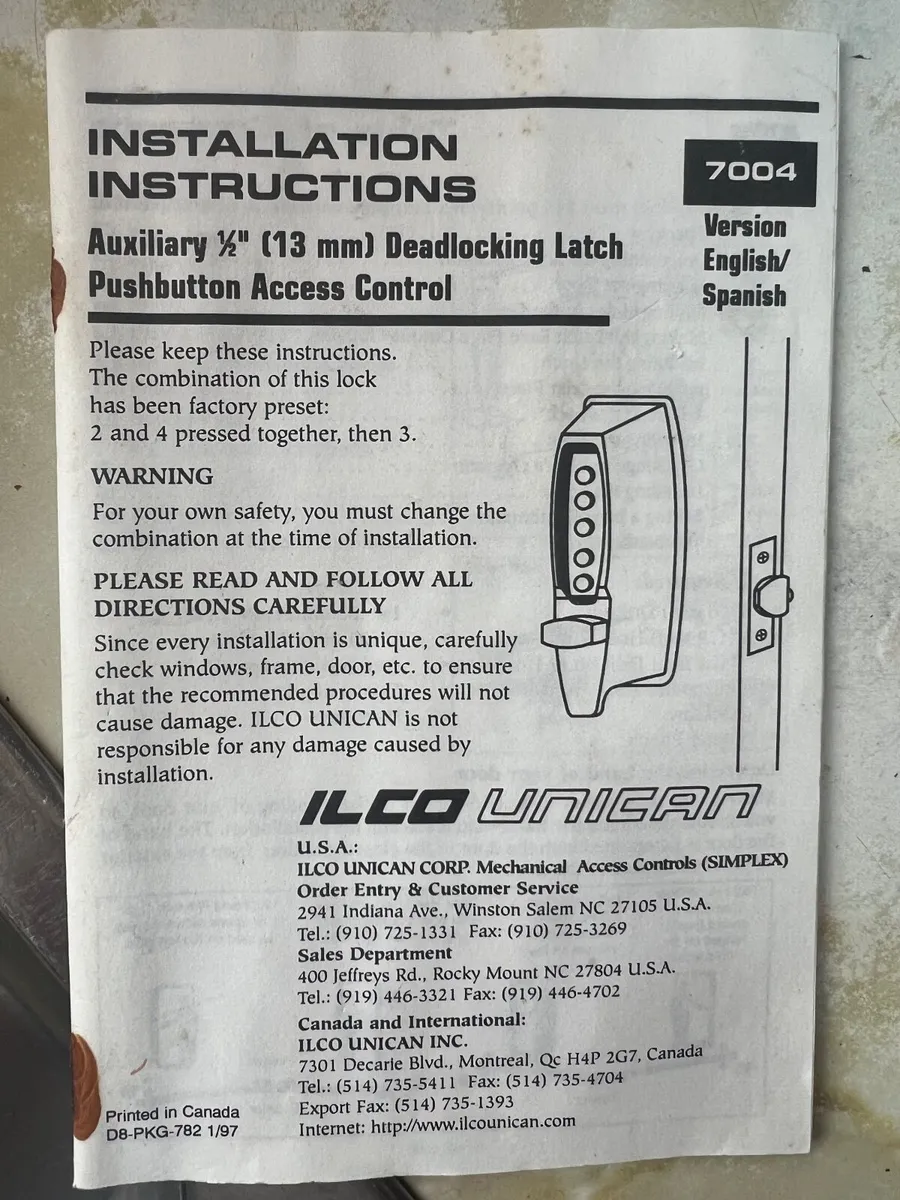 INSTALLATION
INSTRUCTIONS
7004
Auxiliary ½" (13 mm) Deadlocking Latch
Pushbutton Access Control
Version
English/
Spanish
Please keep these instructions.
The combination of this lock
has been factory preset:
2 and 4 pressed together, then 3.
WARNING
For your own safety, you must change the
combination at the time of installation.
PLEASE READ AND FOLLOW ALL
DIRECTIONS CAREFULLY
Since every installation is unique, carefully
check windows, frame, door, etc. to ensure
that the recommended procedures will not
cause damage. ILCO UNICAN is not
responsible for any damage caused by
installation.
ILCO UNICAN
U.S.A.:
ILCO UNICAN CORP. Mechanical Access Controls (SIMPLEX)
Order Entry & Customer Service
2941 Indiana Ave., Winston Salem NC 27105 U.S.A.
Tel.: (910) 725-1331 Fax: (910) 725-3269
Sales Department
400 Jeffreys Rd., Rocky Mount NC 27804 U.S.A.
Tel.: (919) 446-3321 Fax: (919) 446-4702
Canada and International:
ILCO UNICAN INC.
7301 Decarie Blvd., Montreal, Qc H4P 2G7, Canada
Tel.: (514) 735-5411 Fax: (514) 735-4704
Export Fax: (514) 735-1393
Internet: http://www.ilcounican.com
Printed in Canada
D8-PKG-782 1/97